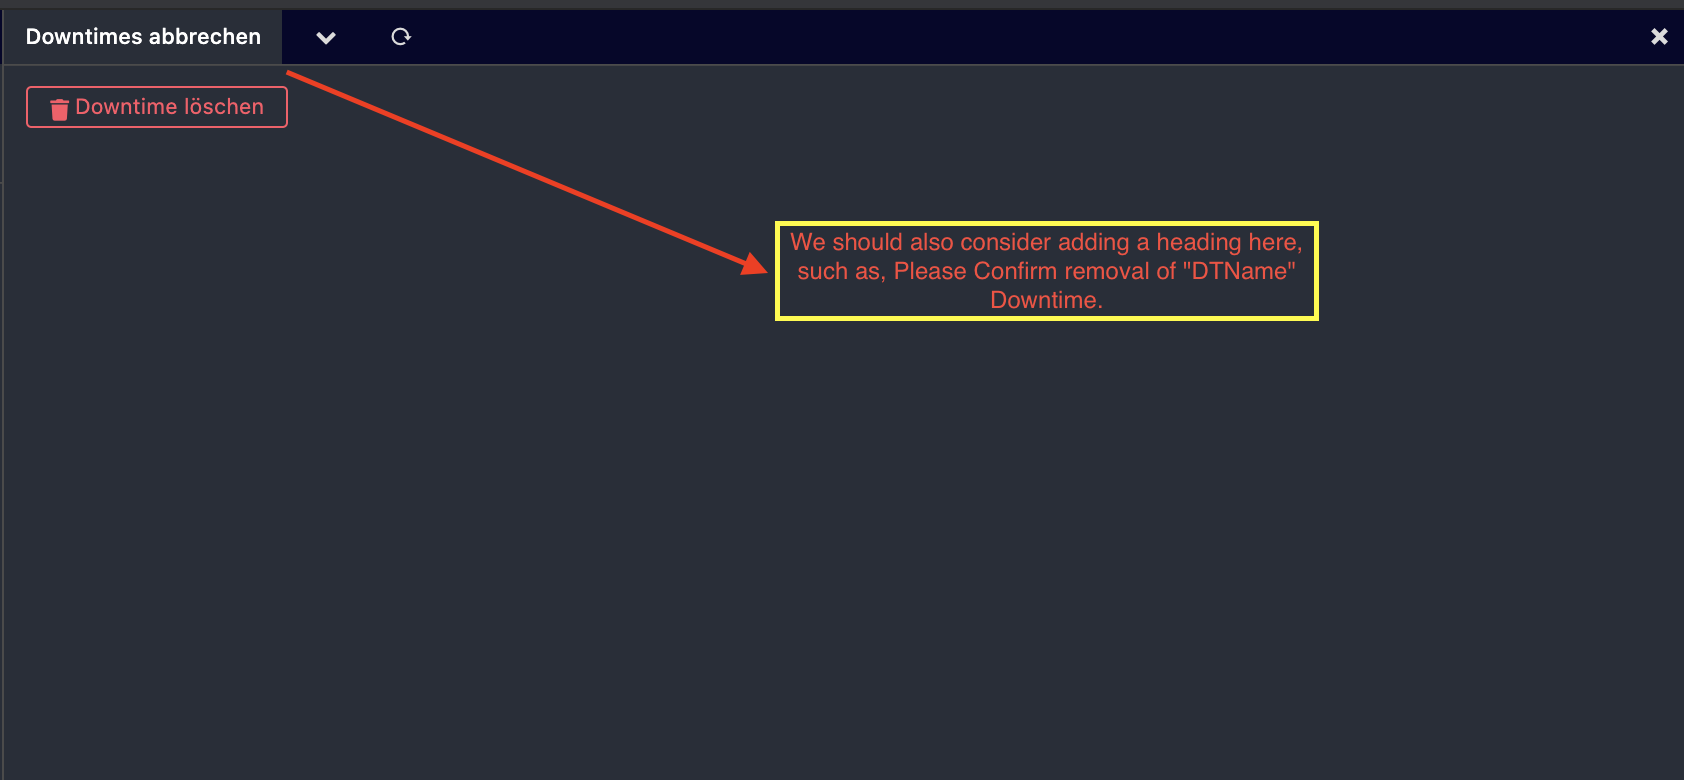 Downtimes abbrechen
Downtime löschen
We should also consider adding a heading here,
such as, Please Confirm removal of "DTName"
Downtime.